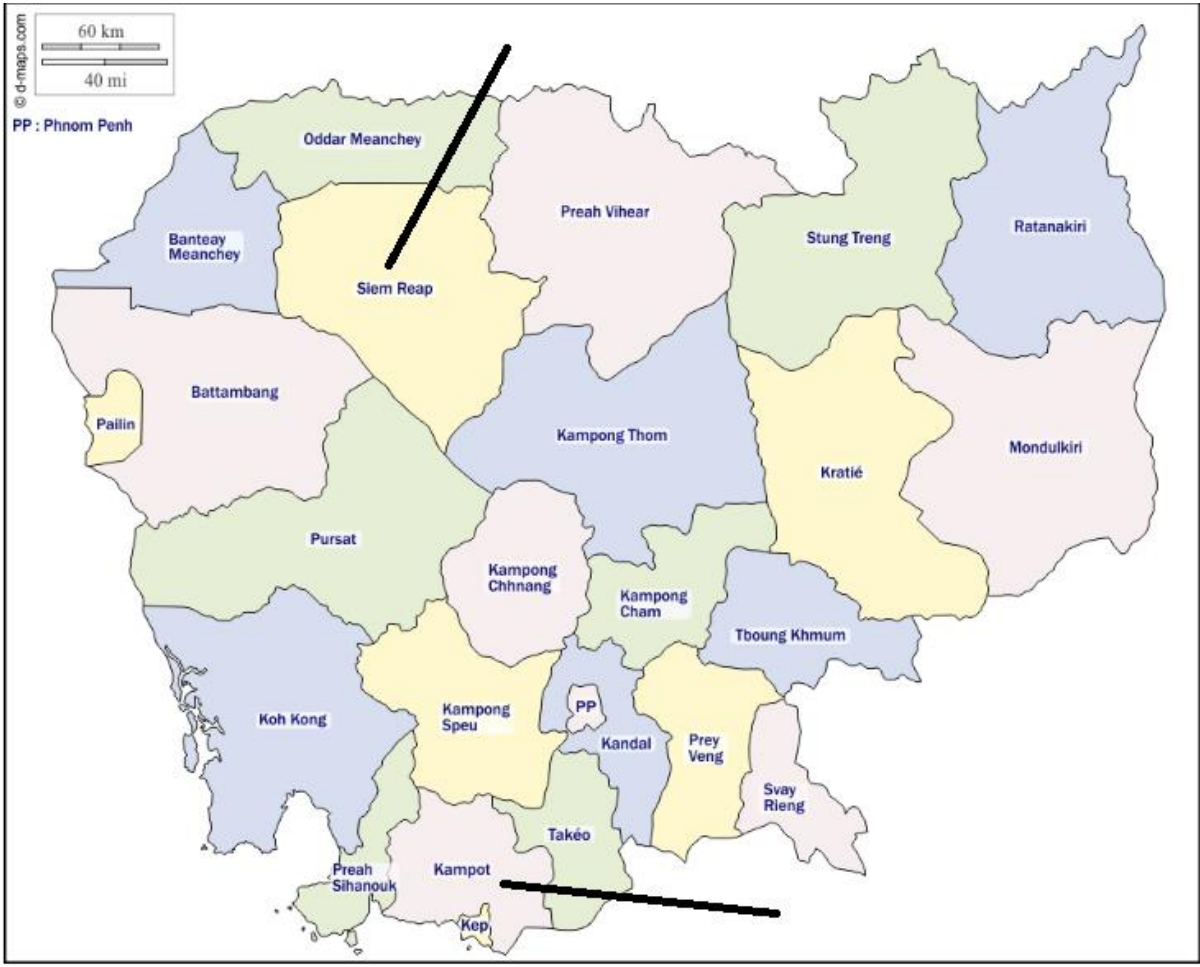 © d-maps.com
60 km
40 mi
PP : Phnom Penh
Oddar Meanchey
Preah Vihear
Stung Treng
Ratanakiri
Banteay
Meanchey
Siem Reap
Battambang
Pailin
Kampong Thom
Kratié
Mondulkiri
Pursat
Kampong
Chhnang
Kampong
Cham
Tboung Khmum
Koh Kong
Kampong
Speu
PP
Kandal
Prey
Veng
Svay
Rieng
Takéo
Preah
Sihanouk
Kampot
Kep